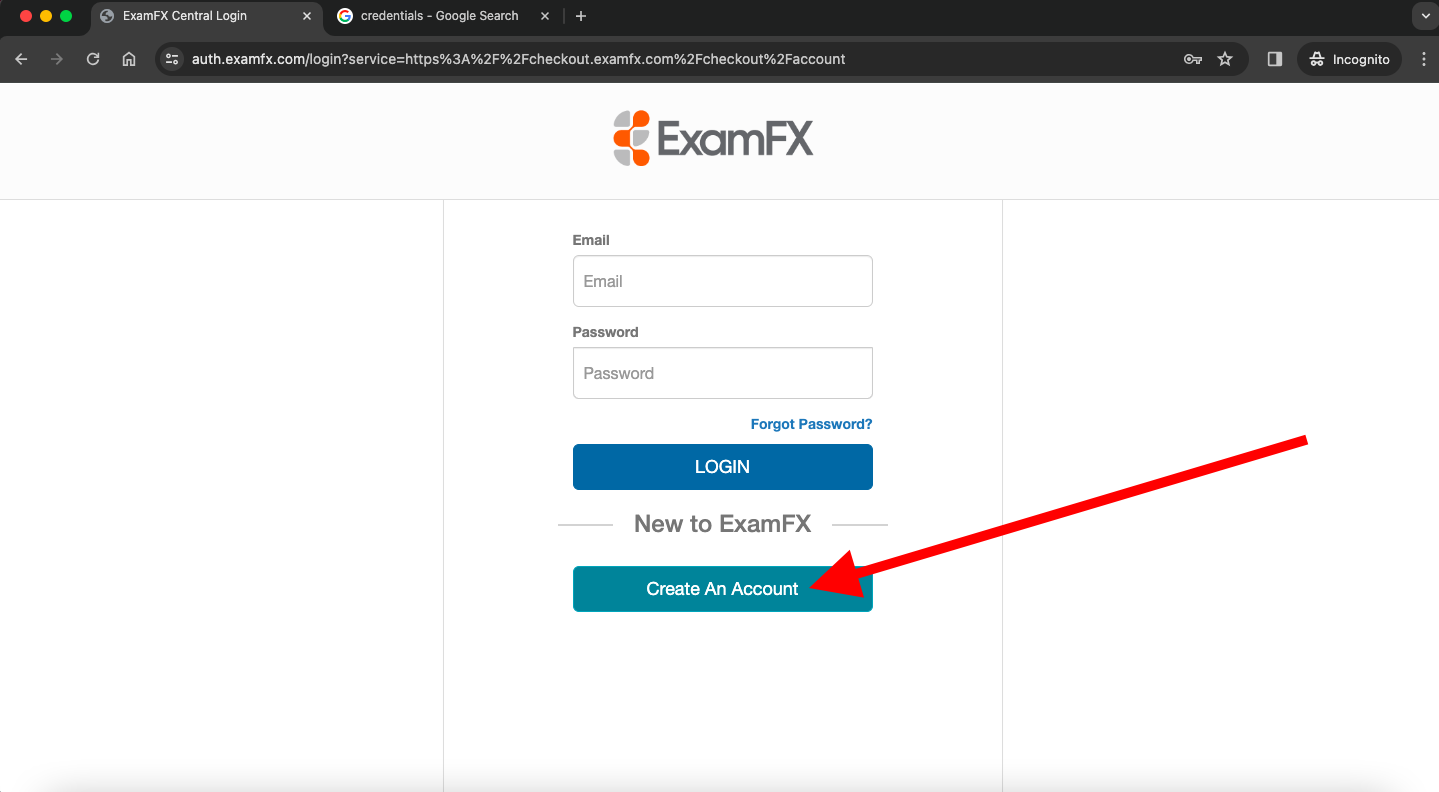 ExamFX Central Login
credentials - Google Search
auth.examfx.com/login?service=https%3A%2F%2Fcheckout.examfx.com%2Fcheckout%2Faccount
Incognito
ExamFX
Email
Email
Password
Password
Forgot Password?
LOGIN
New to ExamFX
Create An Account